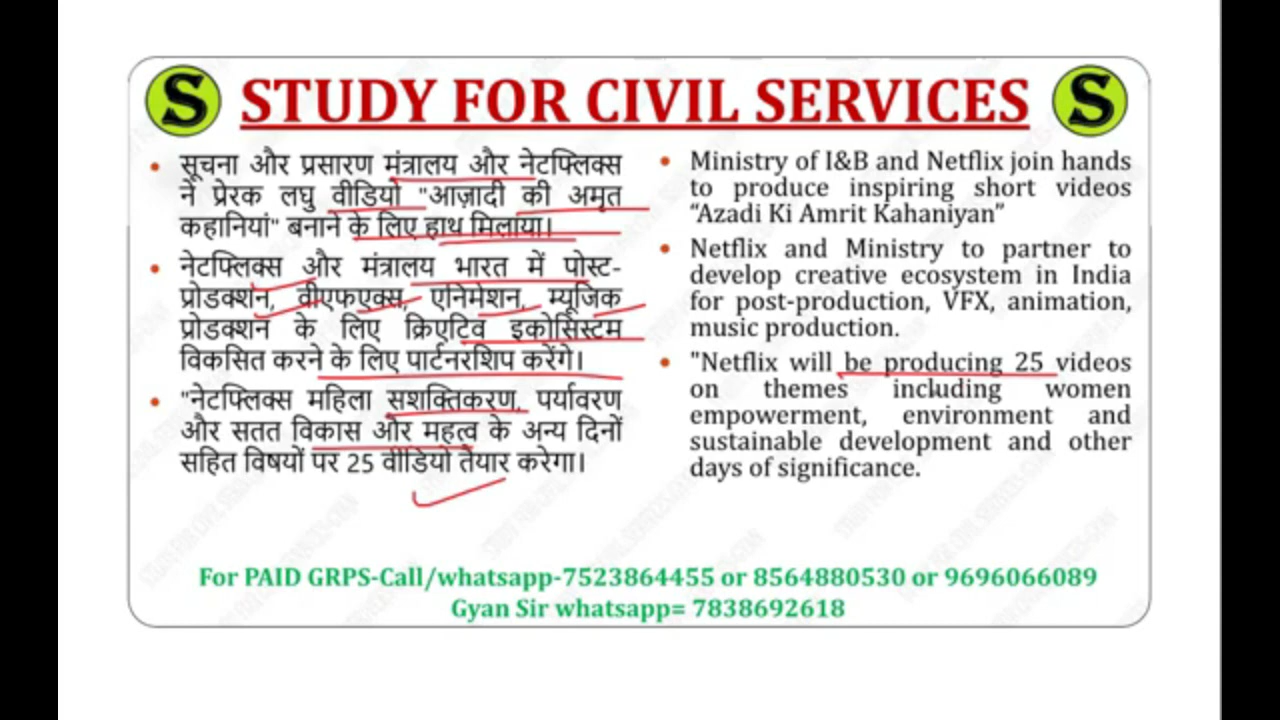 S STUDY FOR CIVIL SERVICES S
सूचना और प्रसारण मंत्रालय और नेटफ्लिक्स
ने प्रेरक लघु वीडियो "आज़ादी की अमृत
कहानियां" बनाने के लिए हाथ मिलाया।
नेटफ्लिक्स और मंत्रालय भारत में पोस्ट-
प्रोडक्शन, वीएफएक्स, एनिमेशन, म्यूजिक
प्रोडक्शन के लिए क्रिएटिव इकोसिस्टम
विकसित करने के लिए पार्टनरशिप करेंगे।
"नेटफ्लिक्स महिला सशक्तिकरण, पर्यावरण
और सतत विकास और महत्व के अन्य दिनों
सहित विषयों पर 25 वीडियो तैयार करेगा।
Ministry of I&B and Netflix join hands
to produce inspiring short videos
“Azadi Ki Amrit Kahaniyan”
Netflix and Ministry to partner to
develop creative ecosystem in India
for post-production, VFX, animation,
music production.
"Netflix will be producing 25 videos
on themes including women
empowerment, environment and
sustainable development and other
days of significance.
For PAID GRPS-Call/whatsapp-7523864455 or 8564880530 or 9696066089
Gyan Sir whatsapp= 7838692618